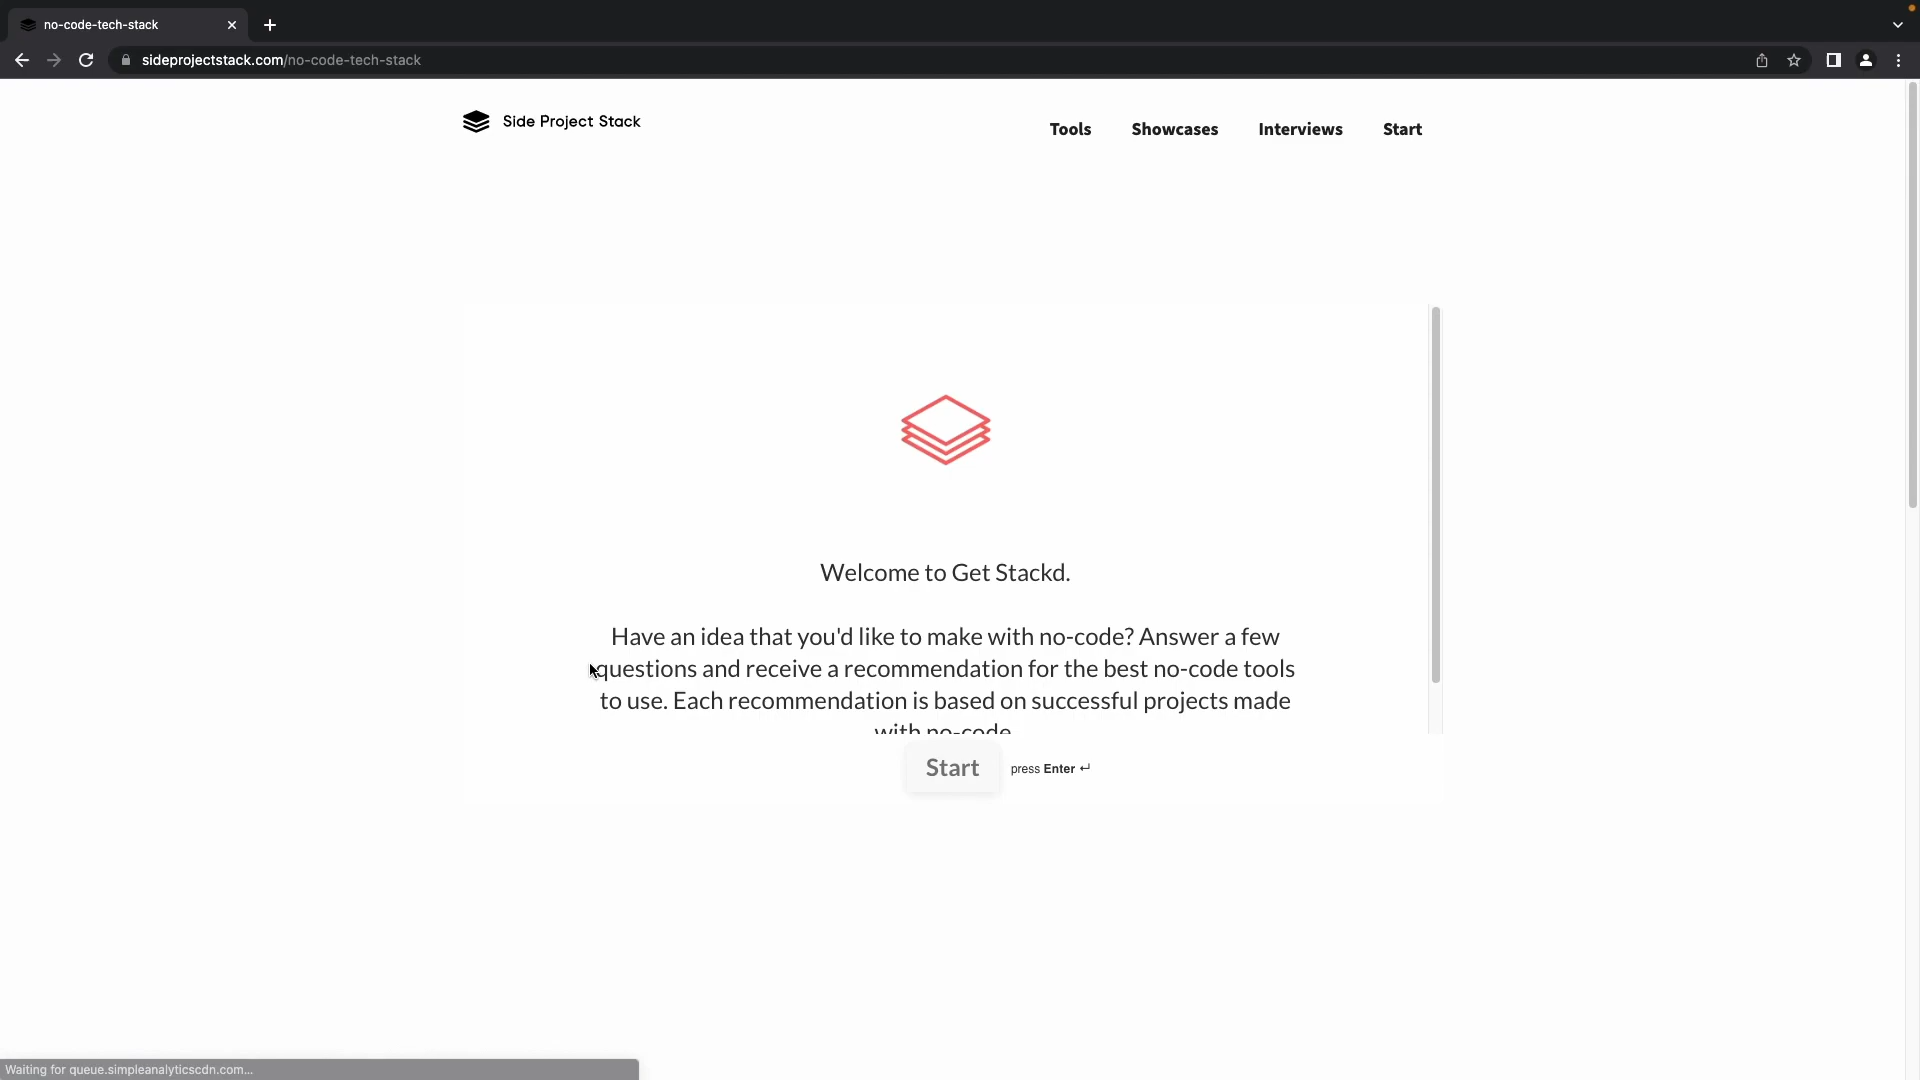 no-code-tech-stack
sideprojectstack.com/no-code-tech-stack
Side Project Stack
Tools
Showcases
Interviews
Start
Welcome to Get Stackd.
Have an idea that you'd like to make with no-code? Answer a few
questions and receive a recommendation for the best no-code tools
to use. Each recommendation is based on successful projects made
with no-code
Start
press Enter ↵
Waiting for queue.simpleanalyticscdn.com...